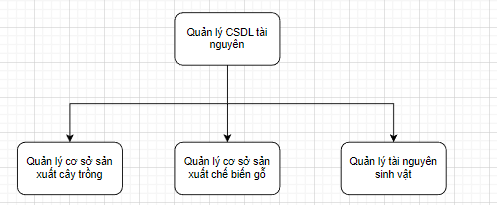 Quản lý CSDL tài
nguyên
Quản lý cơ sở sản
xuất cây trồng
Quản lý cơ sở sản
xuất chế biến gỗ
Quản lý tài nguyên
sinh vật